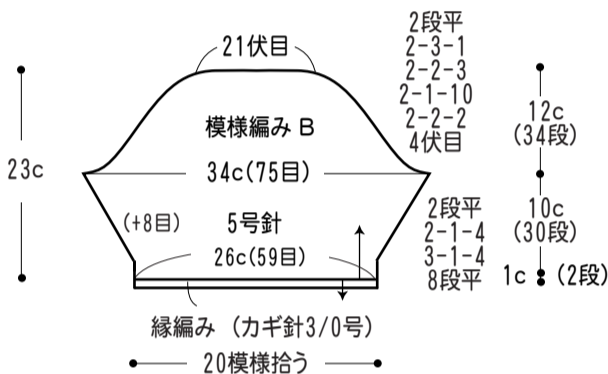 21伏目
2段平
2-3-1
2-2-3
2-1-10
2-2-2
4伏目
模様編み B
12c
(34段)
23c
34c(75目)
(+8目)
5号針
26c(59目)
2段平
2-1-4
3-1-4
8段平
10c
(30段)
1c
(2段)
縁編み (カギ針3/0号)
20模様拾う